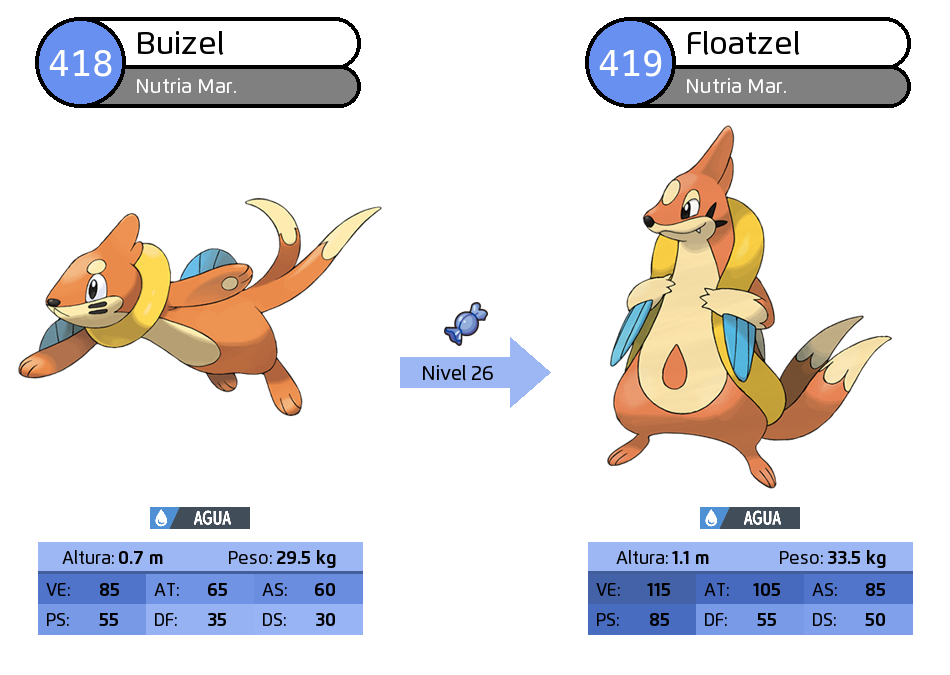 418 Buizel
Nutria Mar.
419 Floatzel
Nutria Mar.
Nivel 26
AGUA
Altura: 0.7 m Peso: 29.5 kg
VE: 85 AT: 65 AS: 60
PS: 55 DF: 35 DS: 30
AGUA
Altura: 1.1 m Peso: 33.5 kg
VE: 115 AT: 105 AS: 85
PS: 85 DF: 55 DS: 50